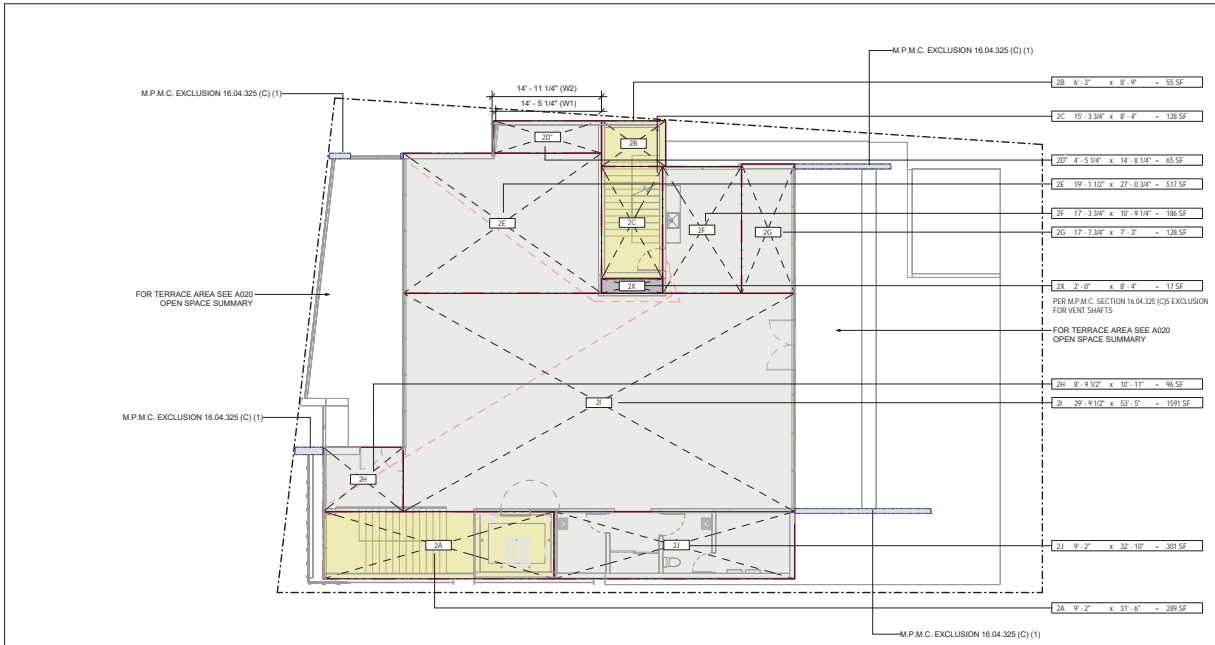 M.P.M.C. EXCLUSION 16.04.325 (C) (1)
M.P.M.C. EXCLUSION 16.04.325 (C) (1)
14' - 11 1/4" (W2)
14' - 5 1/4" (W1)
2B 6' - 3" x 8' - 9" = 55 SF
2C 15' - 3 3/4" x 8' - 4" = 128 SF
2D* 4' - 5 1/4" x 14' - 8 1/4" = 65 SF
2E 19' - 1 1/2" x 27' - 0 3/4" = 517 SF
2F 17' - 3 3/4" x 10' - 9 1/4" = 186 SF
2G 17' - 7 3/4" x 7' - 3" = 128 SF
2X 2' - 0" x 8' - 4" = 17 SF
PER M.P.M.C. SECTION 16.04.325 (C)5 EXCLUSION
FOR VENT SHAFTS
FOR TERRACE AREA SEE A020
OPEN SPACE SUMMARY
FOR TERRACE AREA SEE A020
OPEN SPACE SUMMARY
2H 8' - 9 1/2" x 10' - 11" = 96 SF
2I 29' - 9 1/2" x 53' - 5" = 1591 SF
M.P.M.C. EXCLUSION 16.04.325 (C) (1)
2J 9' - 2" x 32' - 10" = 301 SF
2A 9' - 2" x 31' - 6" = 289 SF
M.P.M.C. EXCLUSION 16.04.325 (C) (1)
2D*
2B
2E
2C
2F
2G
2X
2I
2H
2A
2J